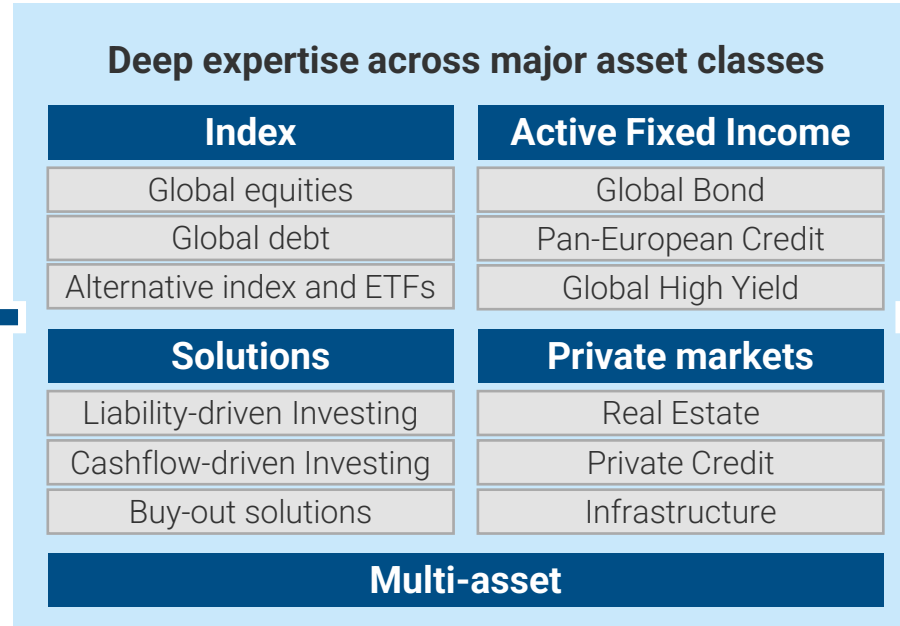 Deep expertise across major asset classes
Index
Global equities
Global debt
Alternative index and ETFs
Active Fixed Income
Global Bond
Pan-European Credit
Global High Yield
Solutions
Liability-driven Investing
Cashflow-driven Investing
Buy-out solutions
Private markets
Real Estate
Private Credit
Infrastructure
Multi-asset